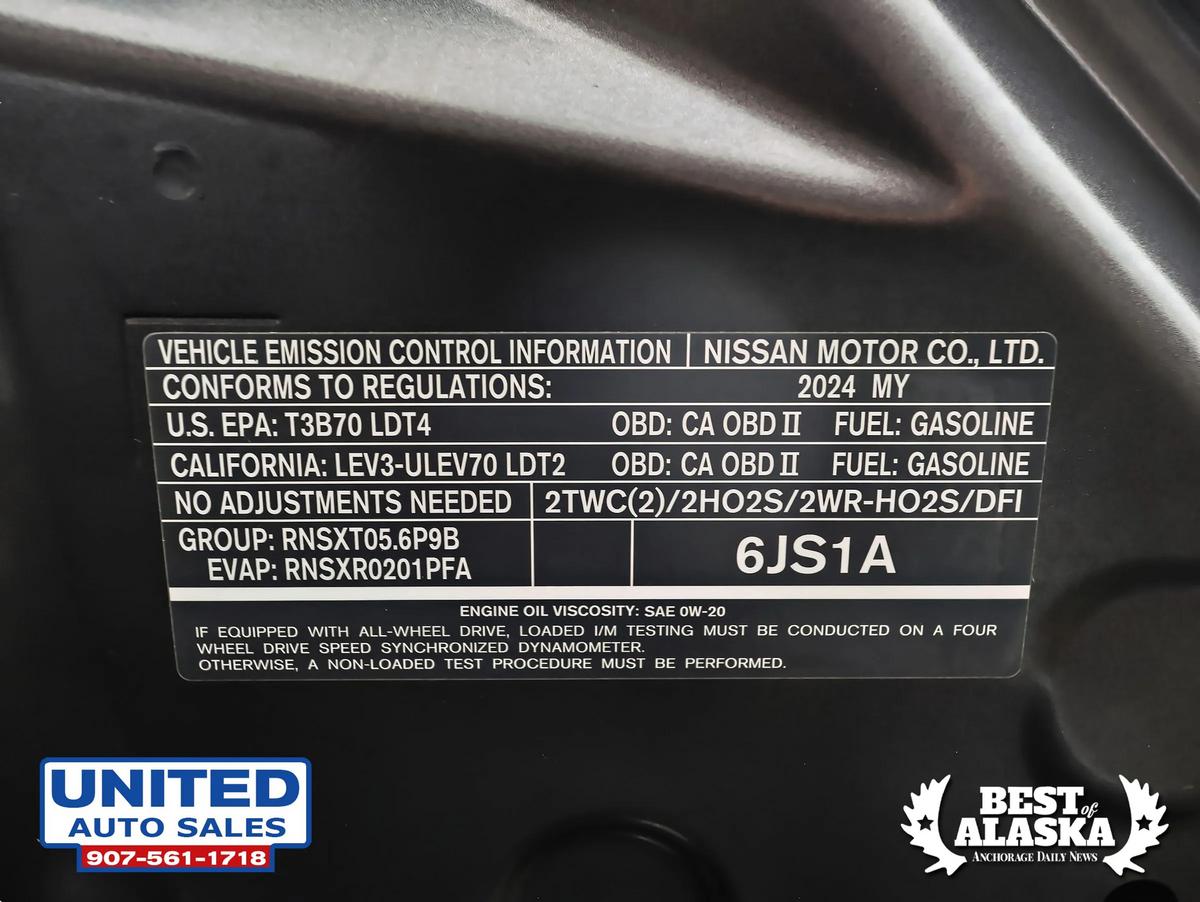 VEHICLE EMISSION CONTROL INFORMATION NISSAN MOTOR CO., LTD.
CONFORMS TO REGULATIONS: 2024 MY
U.S. EPA: T3B70 LDT4 OBD: CA OBD II FUEL: GASOLINE
CALIFORNIA: LEV3-ULEV70 LDT2 OBD: CA OBD II FUEL: GASOLINE
NO ADJUSTMENTS NEEDED 2TWC(2)/2HO2S/2WR-HO2S/DFI
GROUP: RNSXT05.6P9B
EVAP: RNSXR0201PFA
6JS1A
ENGINE OIL VISCOSITY: SAE 0W-20
IF EQUIPPED WITH ALL-WHEEL DRIVE, LOADED I/M TESTING MUST BE CONDUCTED ON A FOUR
WHEEL DRIVE SPEED SYNCHRONIZED DYNAMOMETER.
OTHERWISE, A NON-LOADED TEST PROCEDURE MUST BE PERFORMED.
UNITED
AUTO SALES
907-561-1718
BEST of
ALASKA
ANCHORAGE DAILY NEWS